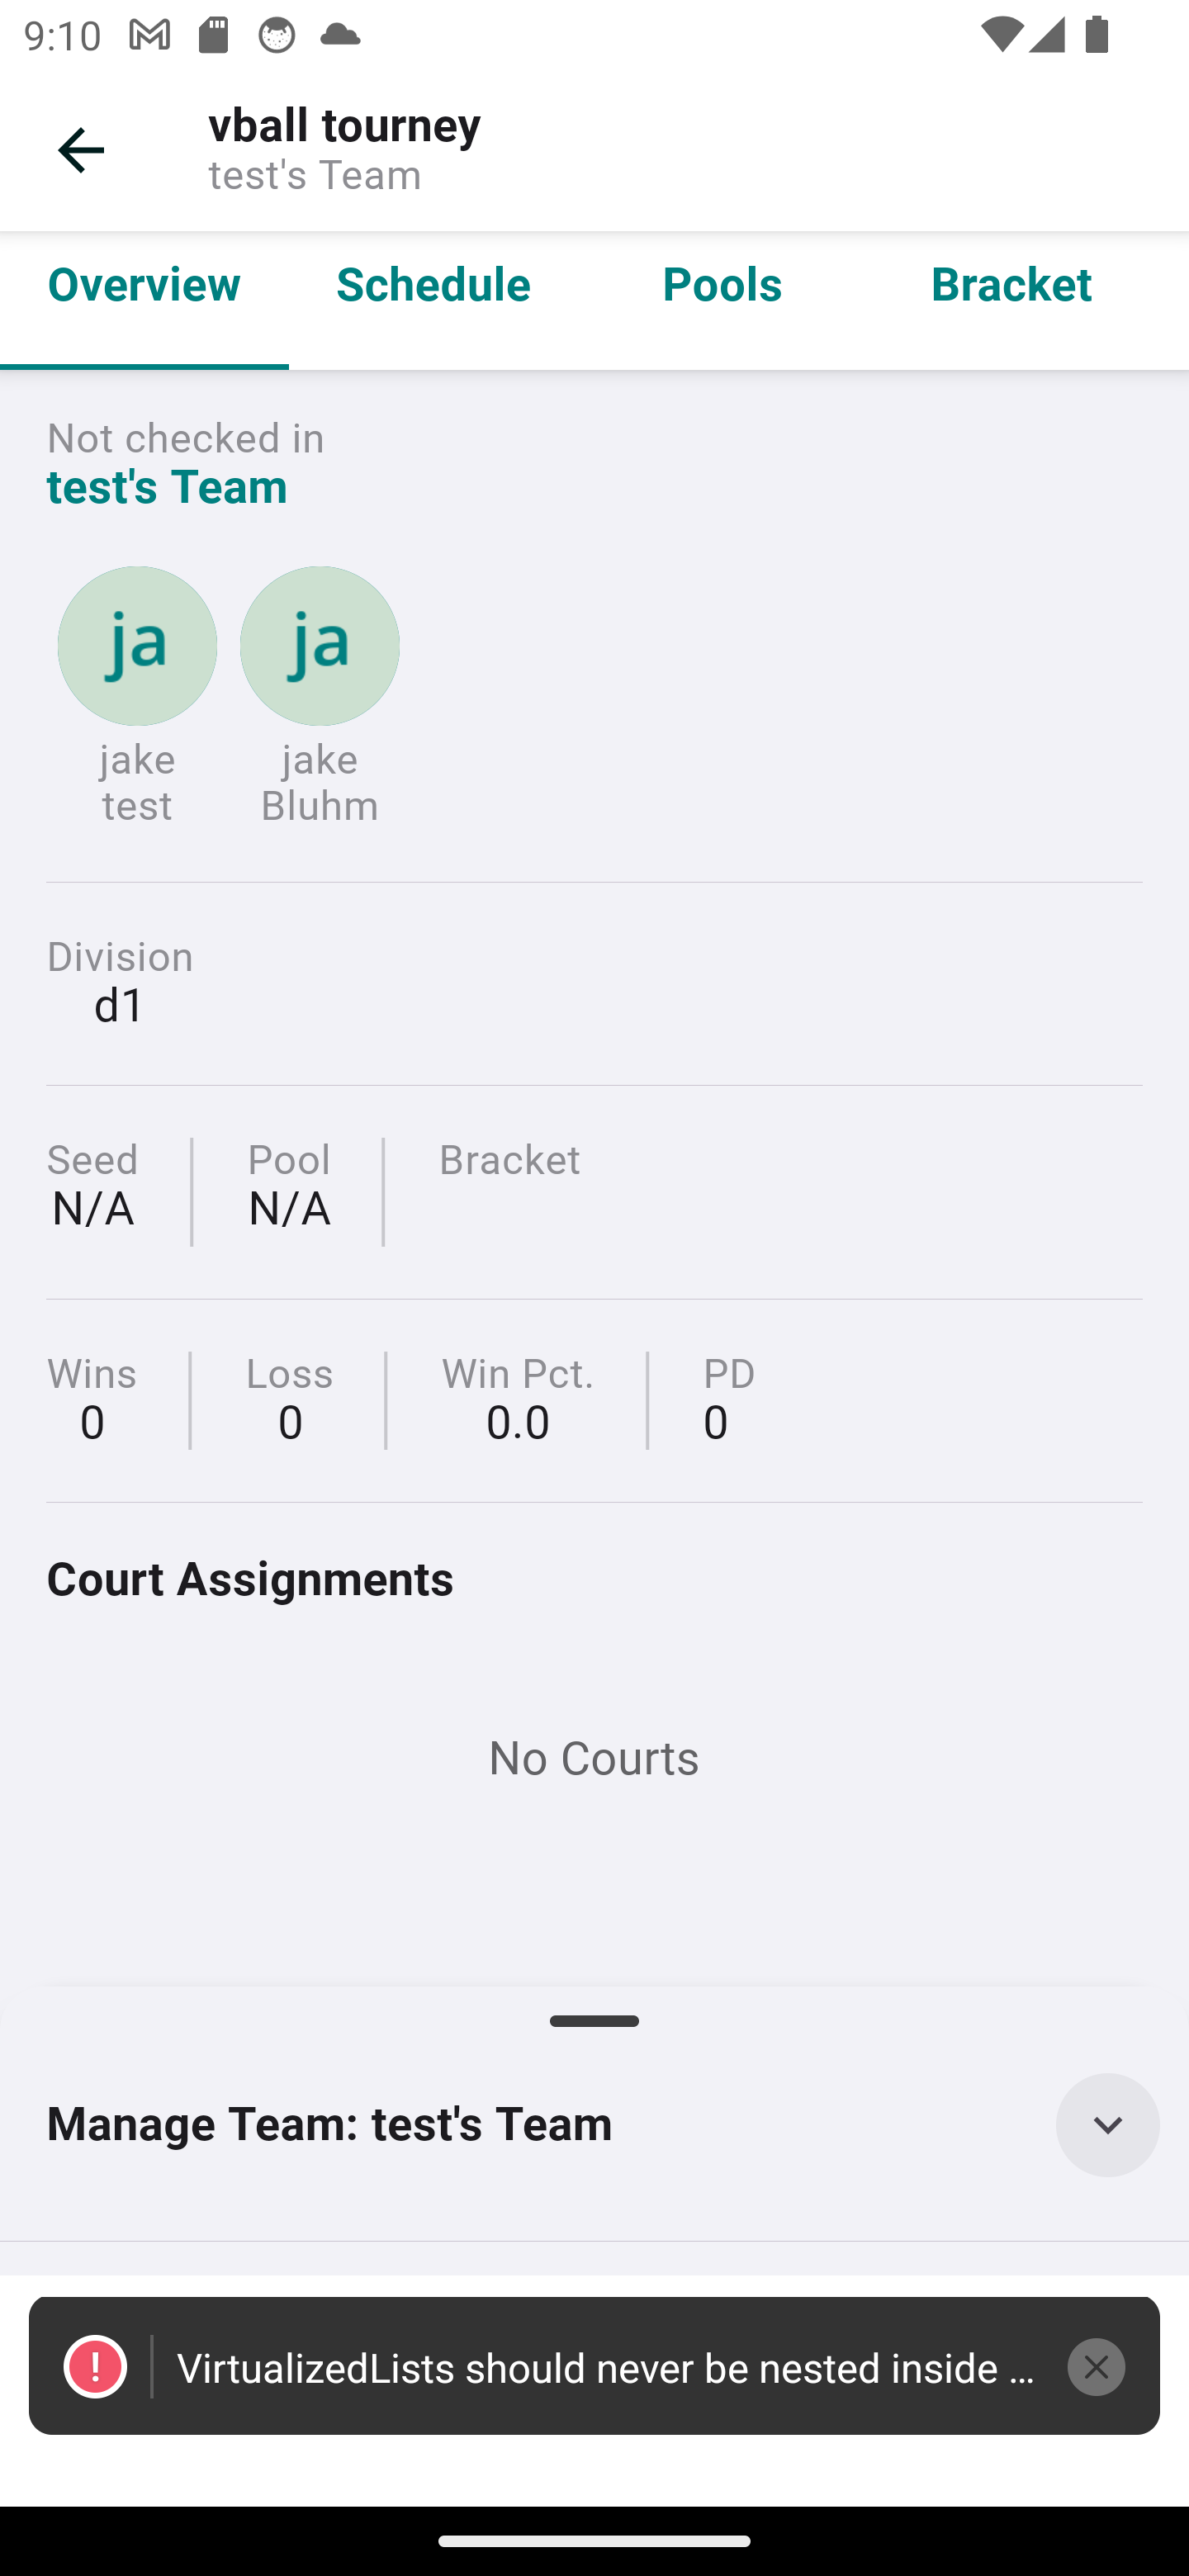 9:10
vball tourney
test's Team
Overview Schedule Pools Bracket
Not checked in
test's Team
ja ja
jake jake
test Bluhm
Division
d1
Seed Pool Bracket
N/A N/A
Wins Loss Win Pct. PD
0 0 0.0 0
Court Assignments
No Courts
Manage Team: test's Team
! VirtualizedLists should never be nested inside ...